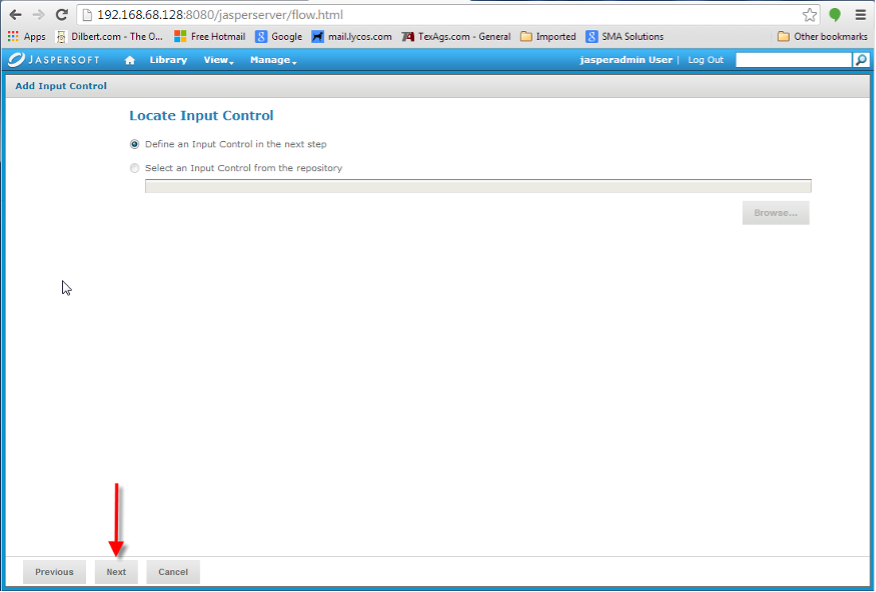 192.168.68.128:8080/jasperserver/flow.html
Apps Dilbert.com - The O... Free Hotmail Google mail.lycos.com TexAgs.com - General Imported SMA Solutions Other bookmarks
JASPERSOFT Library View Manage jasperadmin User | Log Out
Add Input Control
Locate Input Control
Define an Input Control in the next step
Select an Input Control from the repository
Browse...
Previous Next Cancel